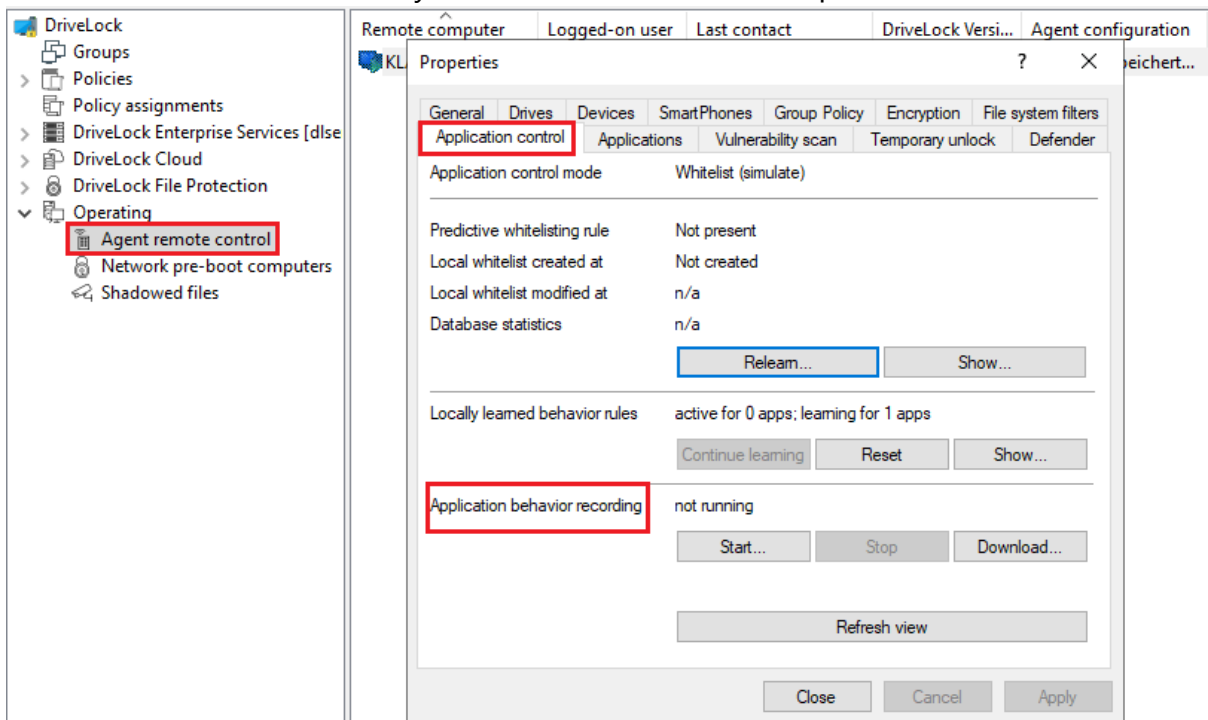 DriveLock
Groups
Policies
Policy assignments
DriveLock Enterprise Services [dlse
DriveLock Cloud
DriveLock File Protection
Operating
Agent remote control
Network pre-boot computers
Shadowed files
Remote computer Logged-on user Last contact DriveLock Versi... Agent configuration
KL. Properties ? eichert...
General Drives Devices SmartPhones Group Policy Encryption File system filters
Application control Applications Vulnerability scan Temporary unlock Defender
Application control mode Whitelist (simulate)
Predictive whitelisting rule Not present
Local whitelist created at Not created
Local whitelist modified at n/a
Database statistics n/a
Relearn... Show...
Locally learned behavior rules active for 0 apps; learning for 1 apps
Continue learning Reset Show...
Application behavior recording not running
Start... Stop Download...
Refresh view
Close Cancel Apply